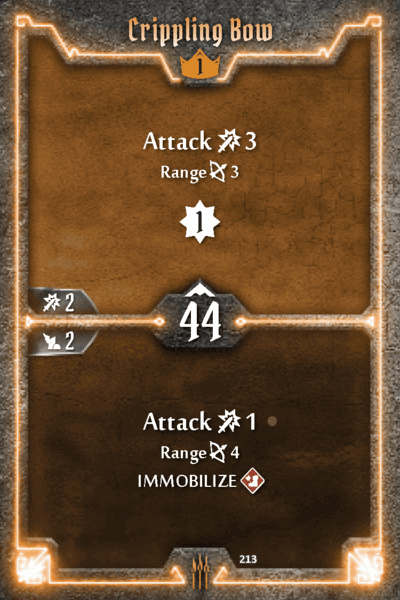 Crippling Bow
1
Attack 3
Range 3
1
2
44
2
Attack 1
Range 4
IMMOBILIZE
213